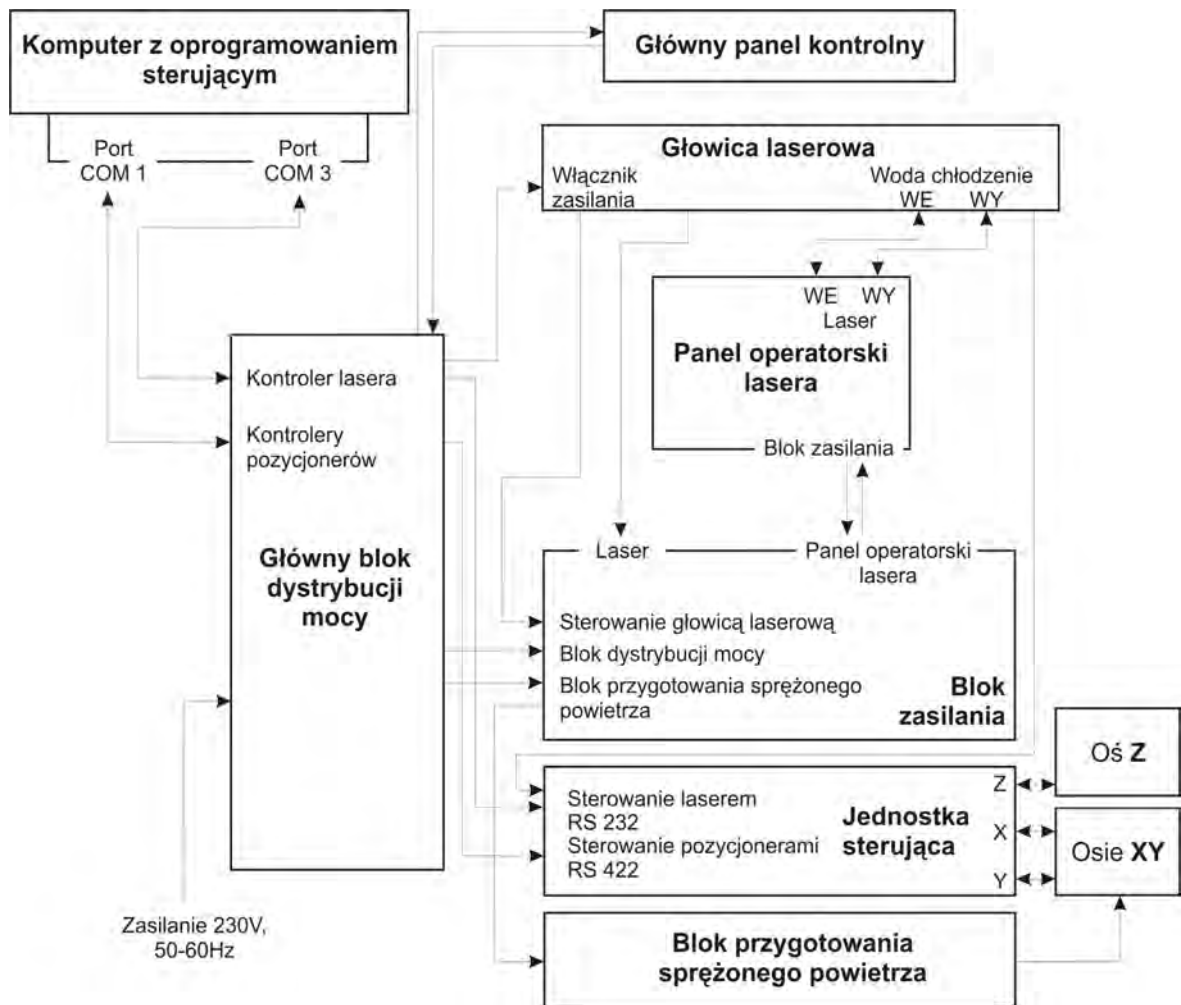 Komputer z oprogramowaniem
sterującym
Port
COM 1
Port
COM 3
Główny panel kontrolny
Głowica laserowa
Włącznik
zasilania
Woda chłodzenie
WE WY
WE WY
Laser
Panel operatorski
lasera
Blok zasilania
Kontroler lasera
Kontrolery
pozycjonerów
Główny blok
dystrybucji
mocy
Zasilanie 230V,
50-60Hz
Laser
Panel operatorski
lasera
Sterowanie głowicą laserową
Blok dystrybucji mocy
Blok przygotowania sprężonego
powietrza
Blok
zasilania
Sterowanie laserem
RS 232
Sterowanie pozycjonerami
RS 422
Jednostka
sterująca
Z
X
Y
Oś Z
Osie XY
Blok przygotowania
sprężonego powietrza